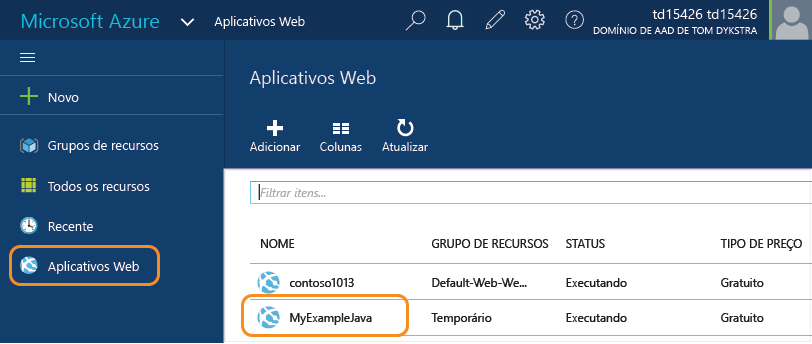 Microsoft Azure Aplicativos Web td15426 td15426
DOMÍNIO DE AAD DE TOM DYKSTRA
Novo
Grupos de recursos
Todos os recursos
Recente
Aplicativos Web
Aplicativos Web
Adicionar Colunas Atualizar
Filtrar itens...
NOME GRUPO DE RECURSOS STATUS TIPO DE PREÇO
contoso1013 Default-Web-We... Executando Gratuito
MyExampleJava Temporário Executando Gratuito